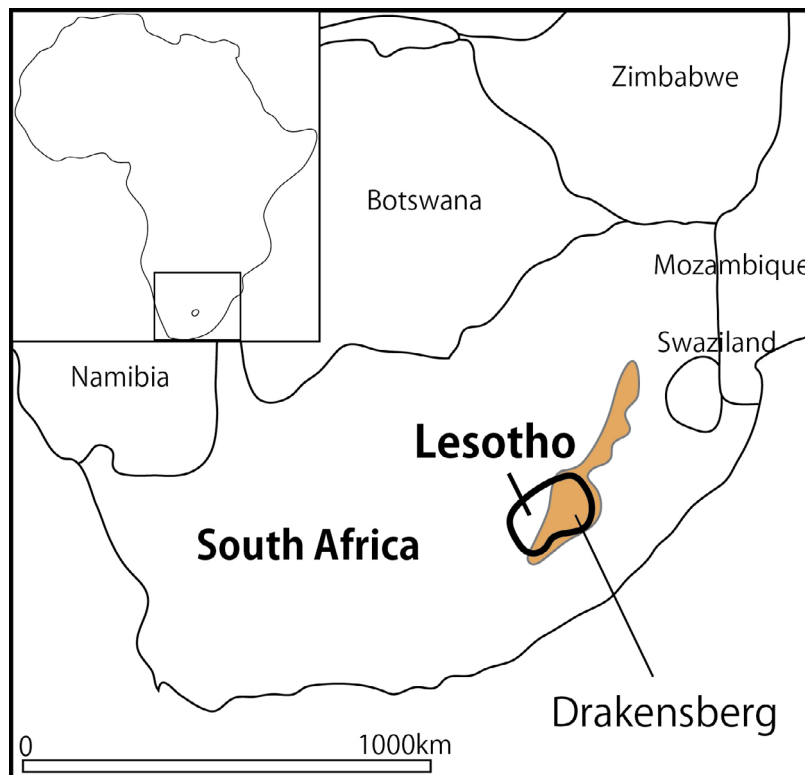 Zimbabwe
Botswana
Mozambique
Swaziland
Namibia
Lesotho
South Africa
Drakensberg
0
1000km